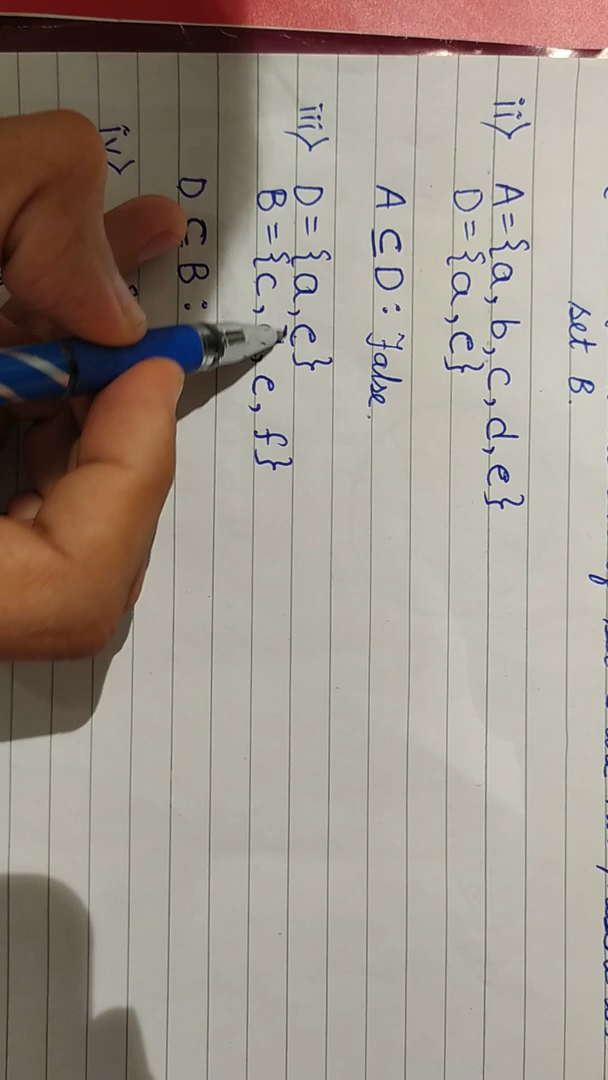 set B.
ii> A = {a, b, c, d, e}
D = {a, e}
A ⊆ D : False.
iii> D = {a, e}
B = {c, , e, f}
D ⊆ B :
iv>